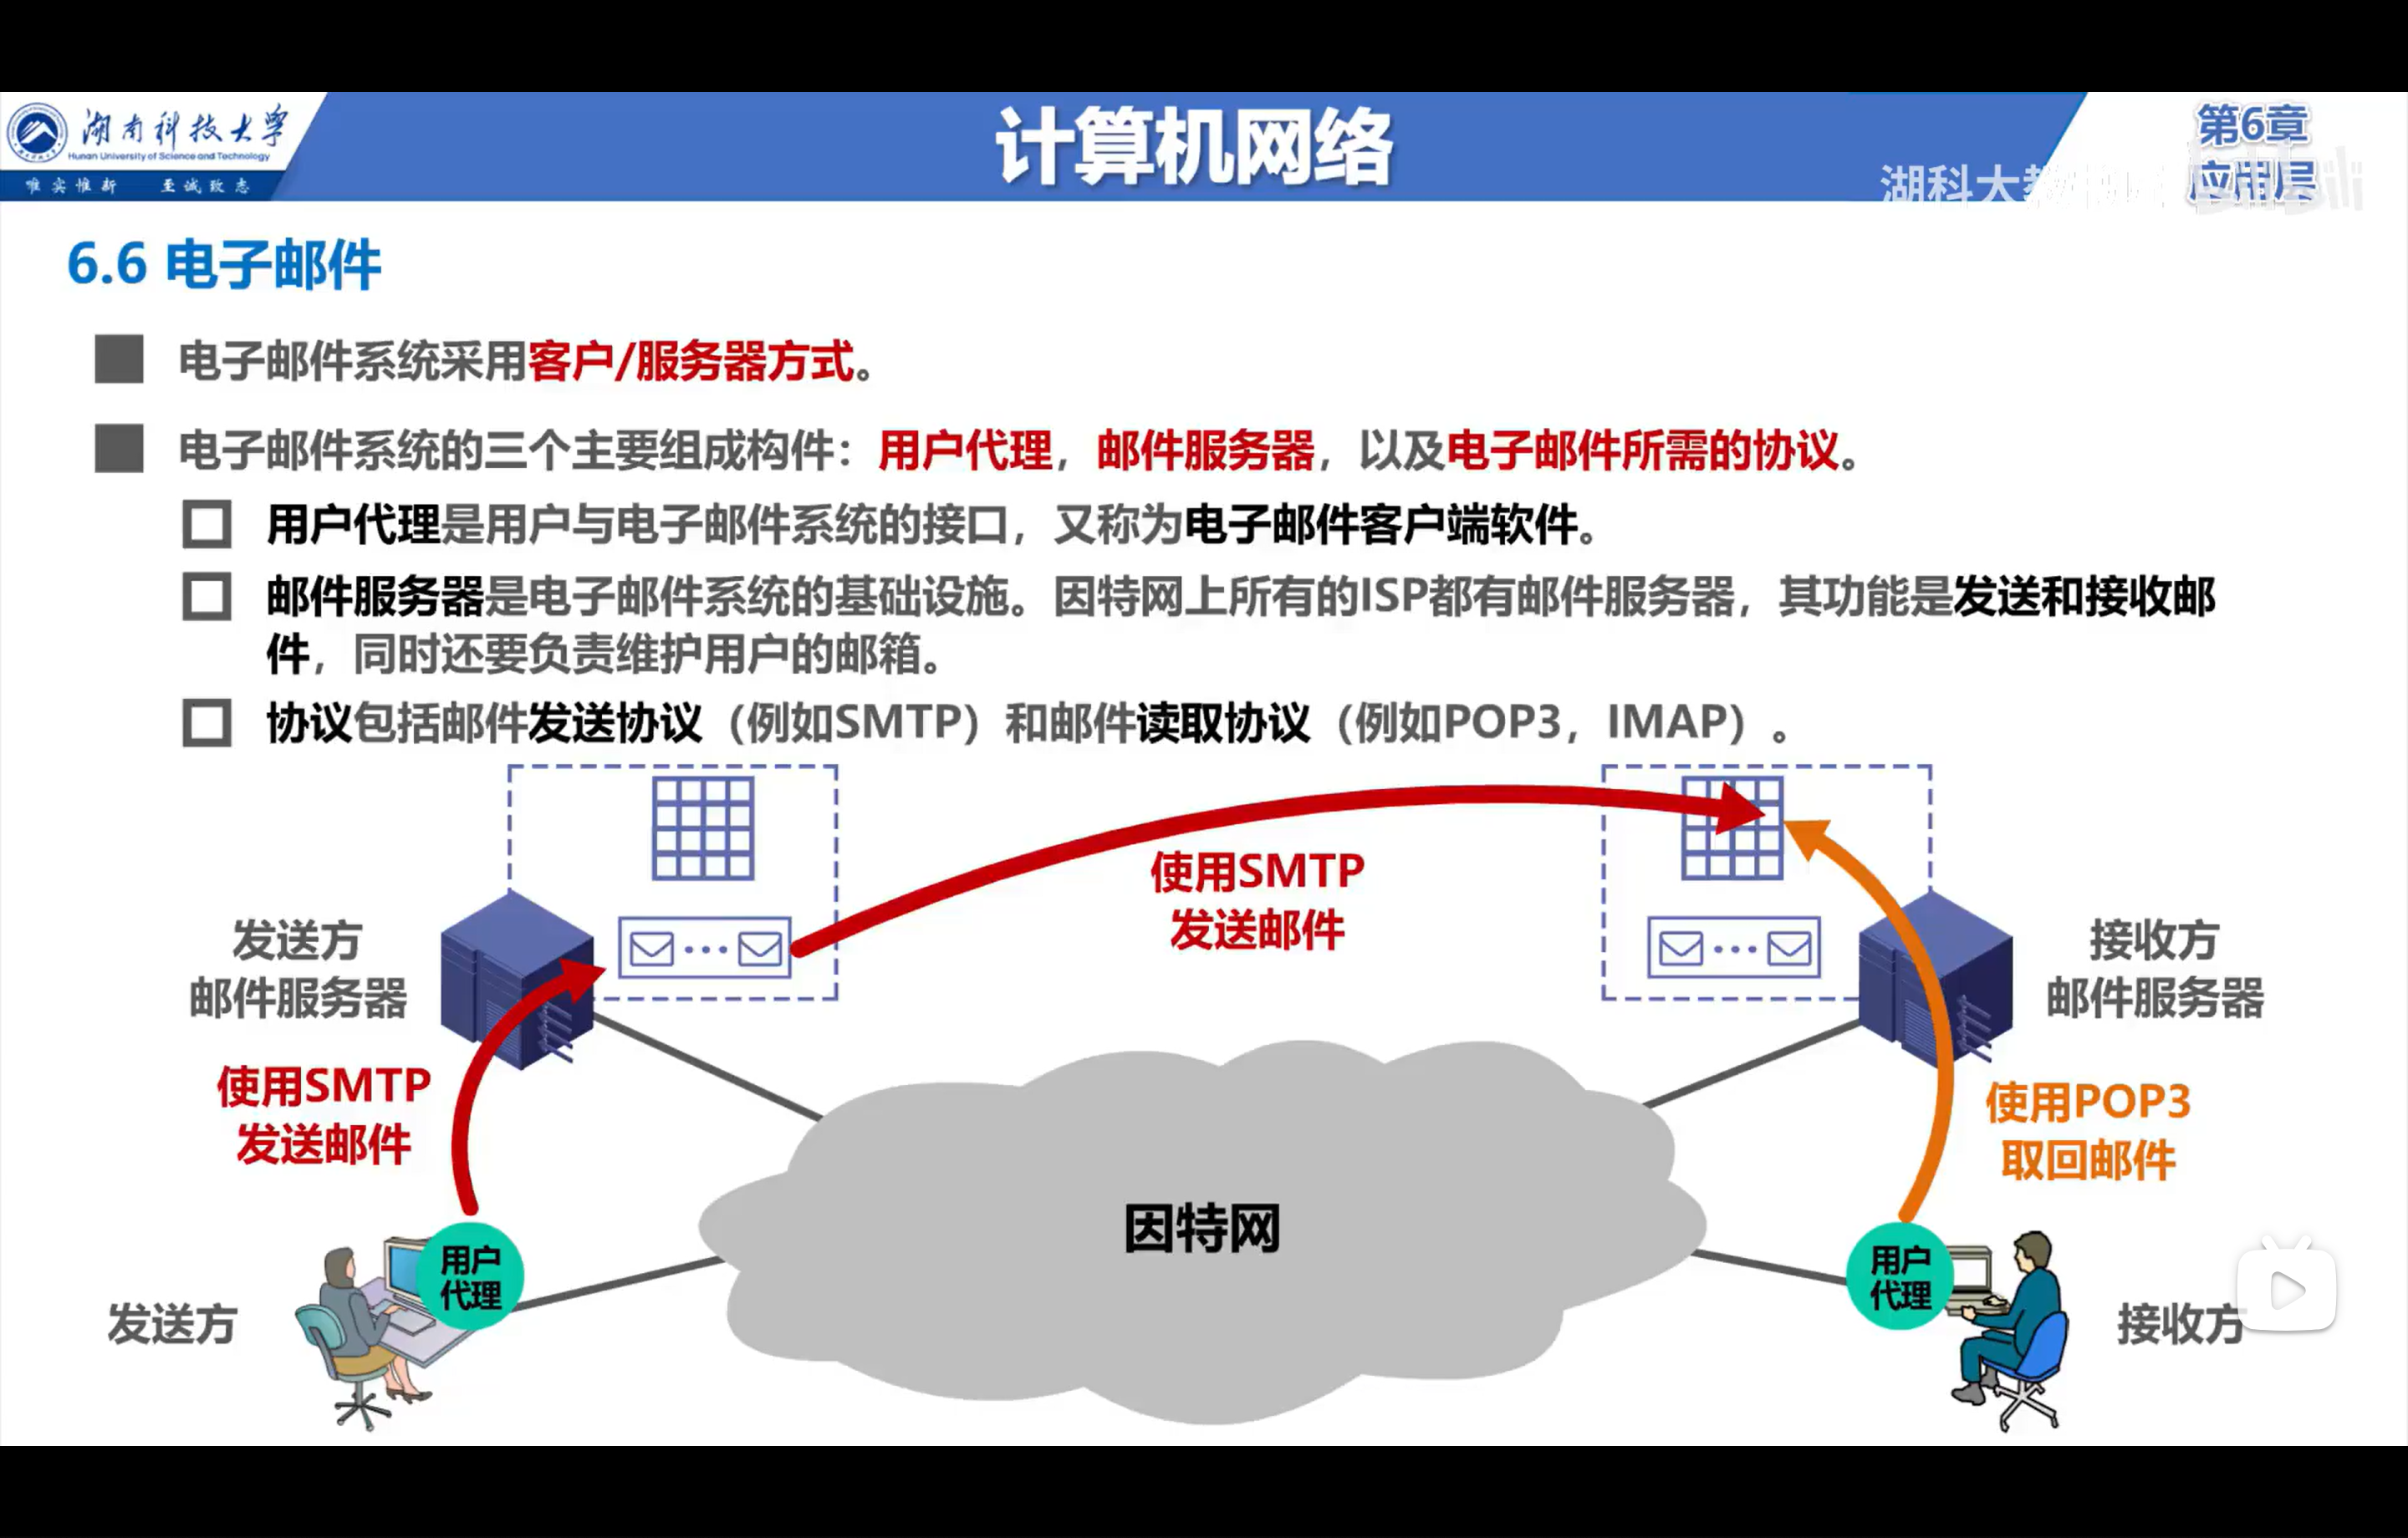 湖南科技大学
Hunan University of Science and Technology
唯实惟新 至诚致志
计算机网络
第6章
应用层
湖科大教
6.6 电子邮件
电子邮件系统采用客户/服务器方式。
电子邮件系统的三个主要组成构件：用户代理，邮件服务器，以及电子邮件所需的协议。
用户代理是用户与电子邮件系统的接口，又称为电子邮件客户端软件。
邮件服务器是电子邮件系统的基础设施。因特网上所有的ISP都有邮件服务器，其功能是发送和接收邮
件，同时还要负责维护用户的邮箱。
协议包括邮件发送协议（例如SMTP）和邮件读取协议（例如POP3，IMAP）。
使用SMTP
发送邮件
发送方
邮件服务器
接收方
邮件服务器
使用SMTP
发送邮件
使用POP3
取回邮件
因特网
用户
代理
用户
代理
发送方
接收方